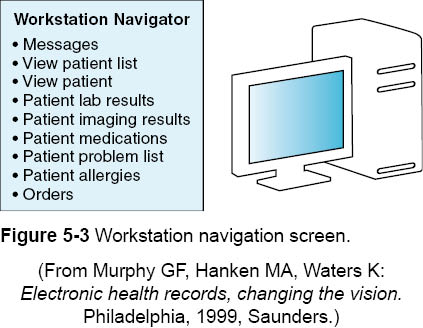 Workstation Navigator
• Messages
• View patient list
• View patient
• Patient lab results
• Patient imaging results
• Patient medications
• Patient problem list
• Patient allergies
• Orders
Figure 5-3 Workstation navigation screen.
(From Murphy GF, Hanken MA, Waters K:
Electronic health records, changing the vision.
Philadelphia, 1999, Saunders.)